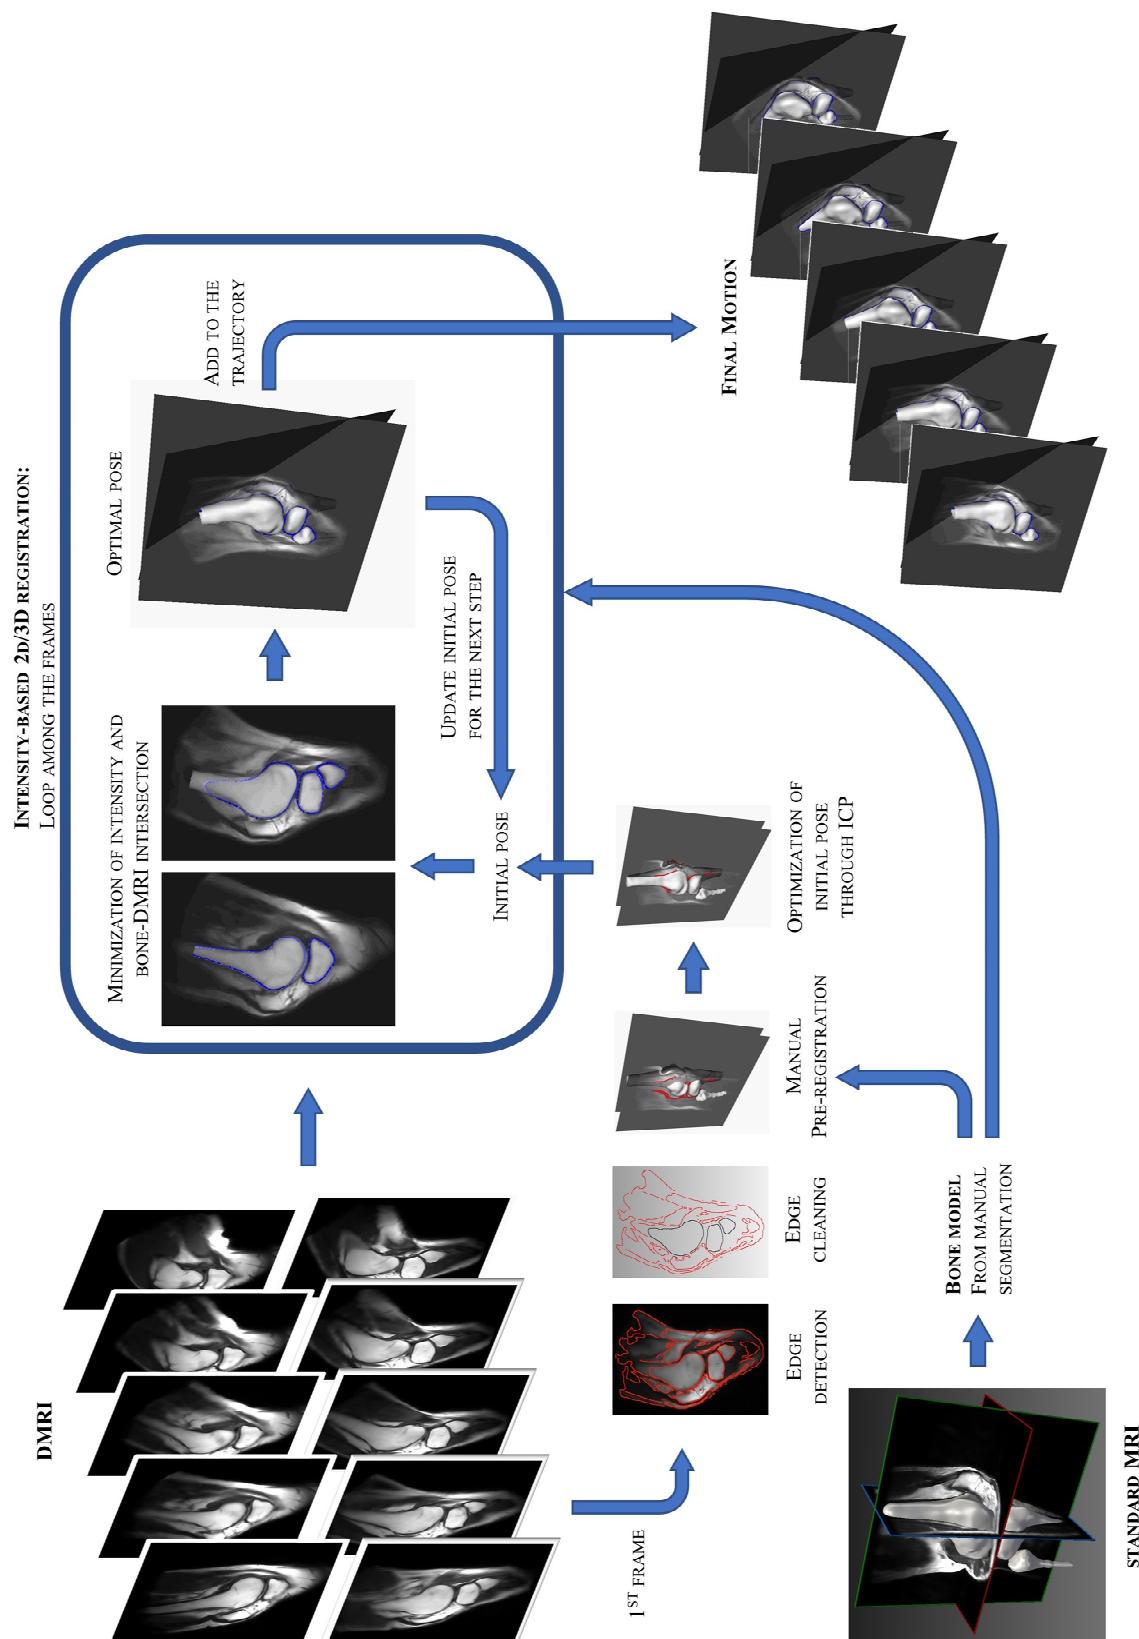 DMRI
INTENSITY-BASED 2D/3D REGISTRATION:
LOOP AMONG THE FRAMES
MINIMIZATION OF INTENSITY AND
BONE-DMRI INTERSECTION
OPTIMAL POSE
ADD TO THE
TRAJECTORY
UPDATE INITIAL POSE
FOR THE NEXT STEP
INITIAL POSE
1ST FRAME
EDGE
DETECTION
EDGE
CLEANING
MANUAL
PRE-REGISTRATION
OPTIMIZATION OF
INITIAL POSE
THROUGH ICP
FINAL MOTION
BONE MODEL
FROM MANUAL
SEGMENTATION
STANDARD MRI